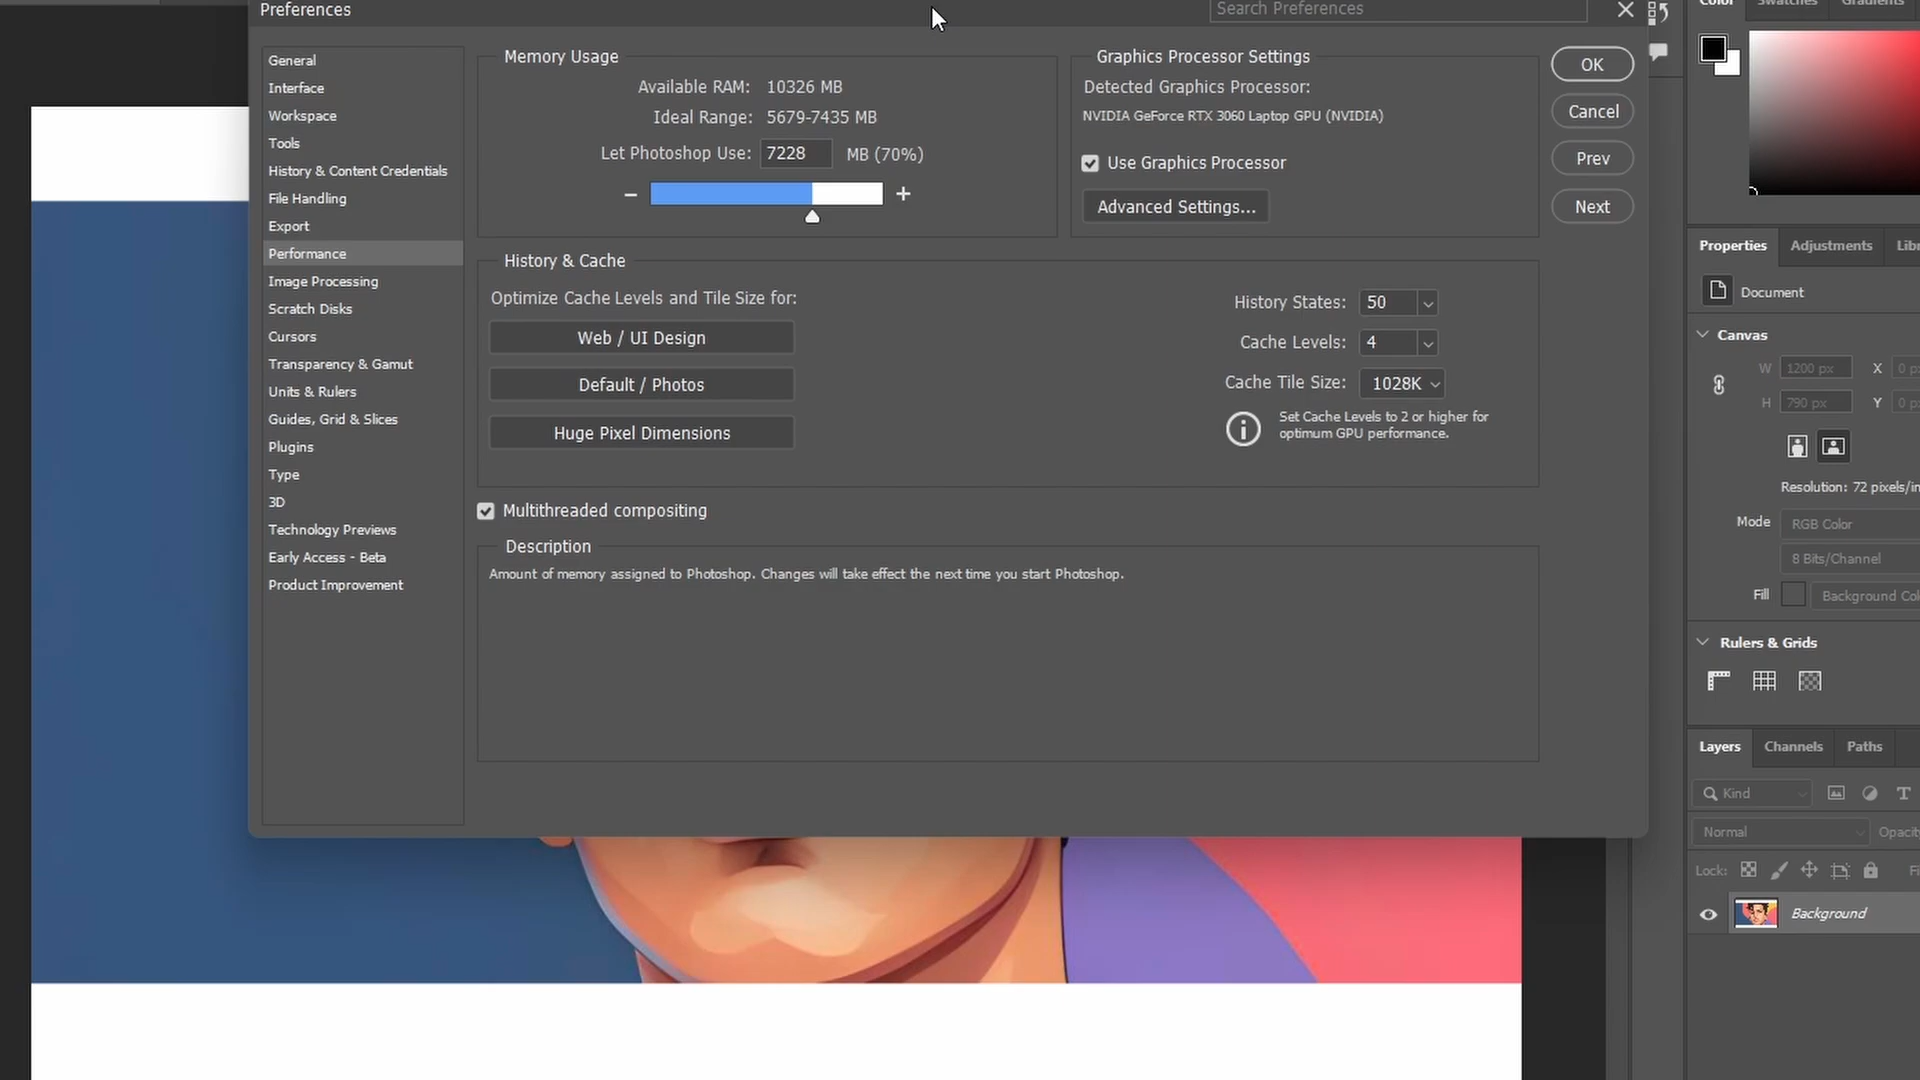 Preferences
Search Preferences
General
Interface
Workspace
Tools
History & Content Credentials
File Handling
Export
Performance
Image Processing
Scratch Disks
Cursors
Transparency & Gamut
Units & Rulers
Guides, Grid & Slices
Plugins
Type
3D
Technology Previews
Early Access - Beta
Product Improvement
Memory Usage
Available RAM: 10326 MB
Ideal Range: 5679-7435 MB
Let Photoshop Use: 7228 MB (70%)
Graphics Processor Settings
Detected Graphics Processor:
NVIDIA GeForce RTX 3060 Laptop GPU (NVIDIA)
Use Graphics Processor
Advanced Settings...
OK
Cancel
Prev
Next
History & Cache
Optimize Cache Levels and Tile Size for:
Web / UI Design
Default / Photos
Huge Pixel Dimensions
History States: 50
Cache Levels: 4
Cache Tile Size: 1028K
Set Cache Levels to 2 or higher for
optimum GPU performance.
Multithreaded compositing
Description
Amount of memory assigned to Photoshop. Changes will take effect the next time you start Photoshop.
Color Swatches Gradients
Properties Adjustments Libr
Document
Canvas
W 1200 px X 0 p
H 790 px Y 0 p
Resolution: 72 pixels/in
Mode RGB Color
8 Bits/Channel
Fill Background Col
Rulers & Grids
Layers Channels Paths
Kind
Normal Opacity
Lock: Fi
Background